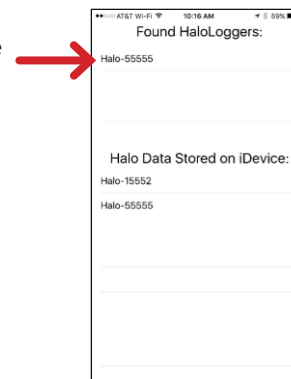 AT&T Wi-Fi 10:16 AM 69%
Found HaloLoggers:
e
Halo-55555
Halo Data Stored on iDevice:
Halo-15552
Halo-55555